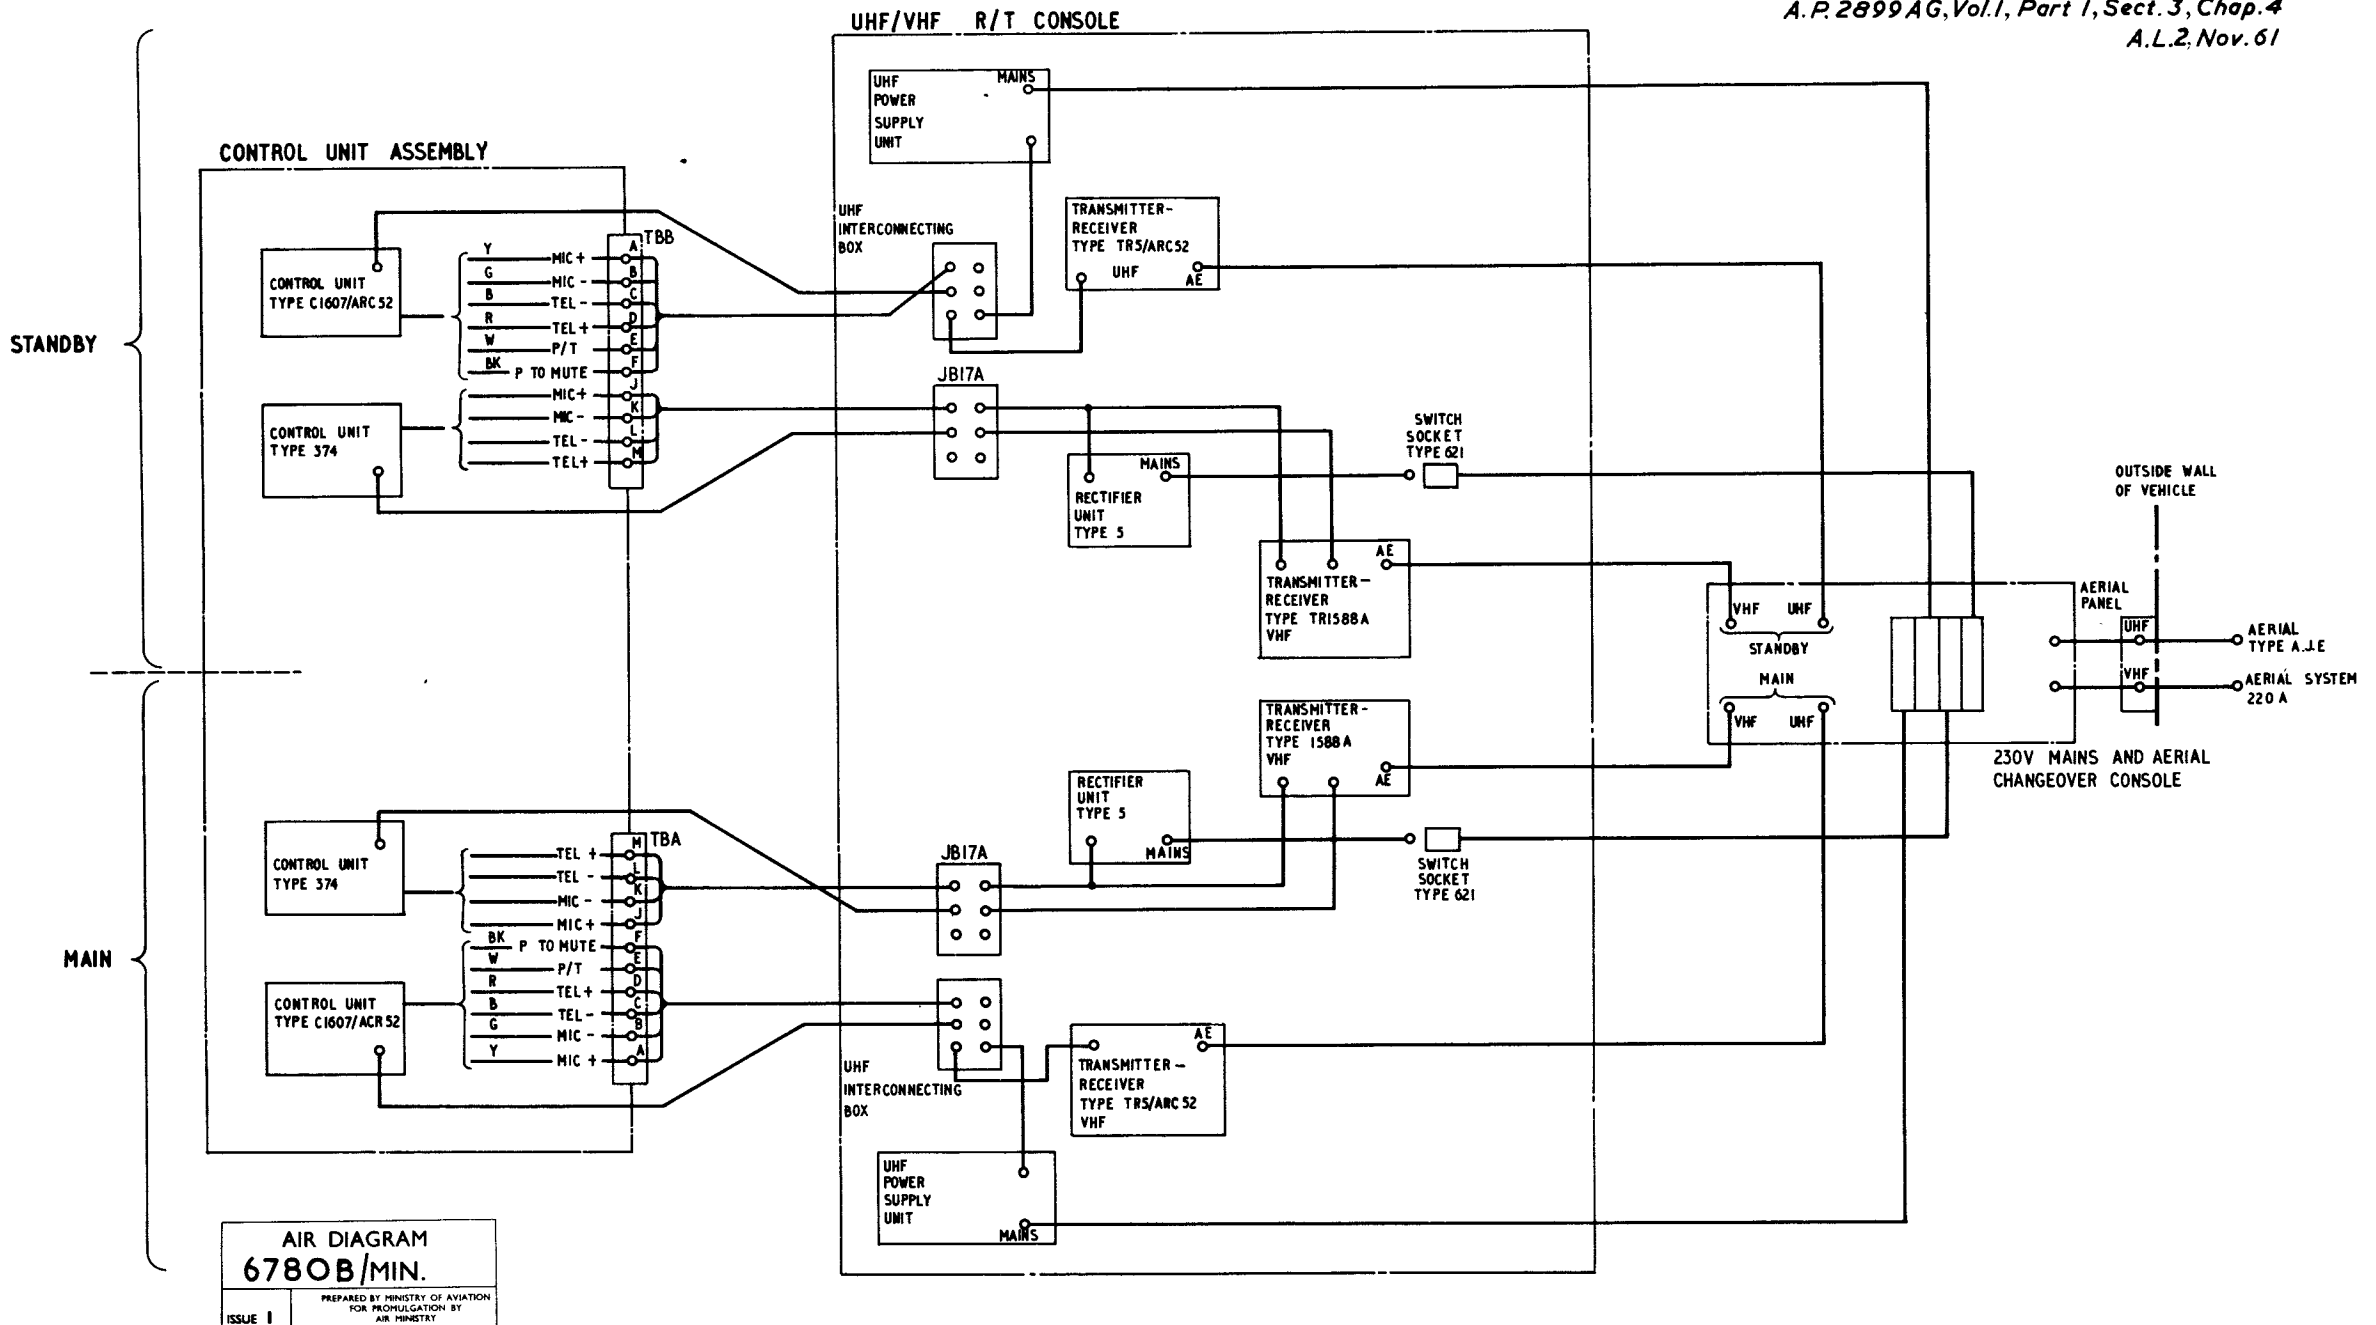 A.P. 2899AG, Vol.1, Part 1, Sect. 3, Chap. 4
A.L.2, Nov. 61
UHF/VHF R/T CONSOLE
CONTROL UNIT ASSEMBLY
STANDBY
UHF
POWER
SUPPLY
UNIT
MAINS
UHF
INTERCONNECTING
BOX
TRANSMITTER-
RECEIVER
TYPE TR5/ARC52
UHF
AE
CONTROL UNIT
TYPE C1607/ARC52
Y MIC+ A
G MIC - B
B TEL - C
R TEL + D
W P/T E
BK P TO MUTE F
TBB
CONTROL UNIT
TYPE 374
MIC+ J
MIC- K
TEL- L
TEL+ M
JB17A
MAINS
RECTIFIER
UNIT
TYPE 5
SWITCH
SOCKET
TYPE 621
AE
TRANSMITTER-
RECEIVER
TYPE TR1588A
VHF
OUTSIDE WALL
OF VEHICLE
VHF UHF
STANDBY
MAIN
VHF UHF
AERIAL
PANEL
UHF
VHF
AERIAL
TYPE A.J.E
AERIAL SYSTEM
220 A
230V MAINS AND AERIAL
CHANGEOVER CONSOLE
MAIN
TRANSMITTER-
RECEIVER
TYPE 1588A
VHF
AE
RECTIFIER
UNIT
TYPE 5
MAINS
SWITCH
SOCKET
TYPE 621
JB17A
CONTROL UNIT
TYPE 374
TBA
TEL + M
TEL - L
MIC - K
MIC+ J
BK P TO MUTE F
W P/T E
R TEL+ D
B TEL- C
G MIC - B
Y MIC + A
CONTROL UNIT
TYPE C1607/ACR52
UHF
INTERCONNECTING
BOX
AE
TRANSMITTER-
RECEIVER
TYPE TR5/ARC52
VHF
UHF
POWER
SUPPLY
UNIT
MAINS
AIR DIAGRAM
6780B/MIN.
ISSUE 1
PREPARED BY MINISTRY OF AVIATION
FOR PROMULGATION BY
AIR MINISTRY